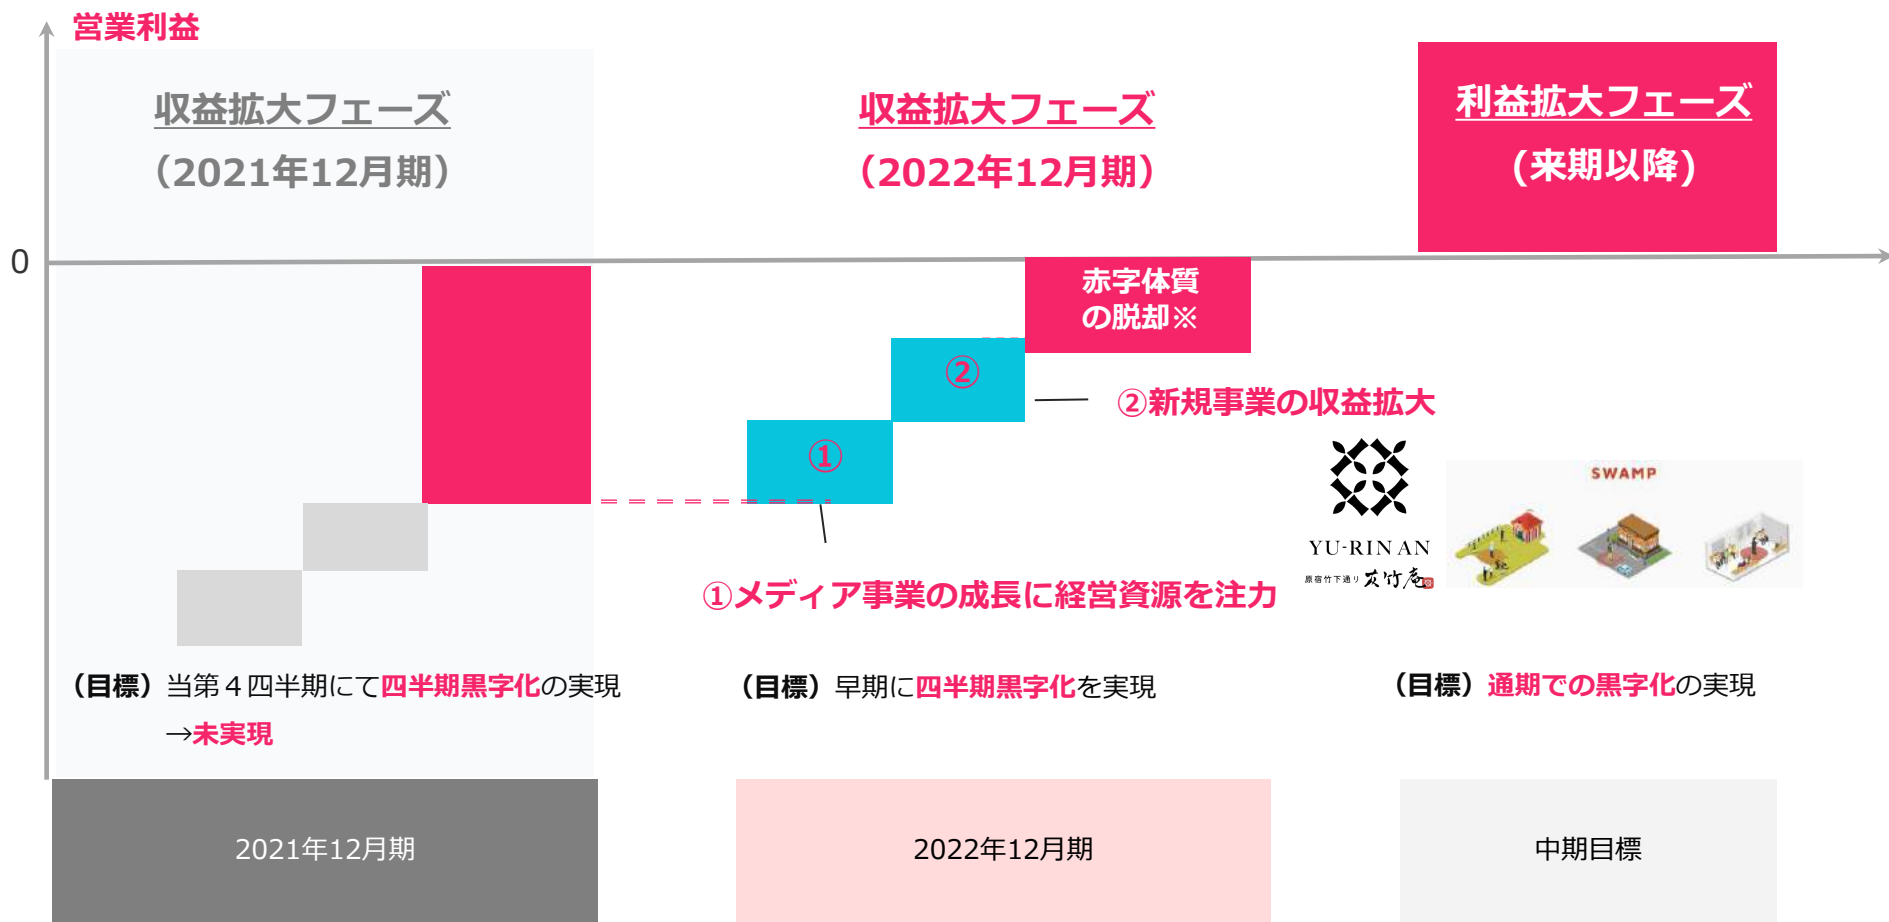 営業利益
収益拡大フェーズ
（2021年12月期）
収益拡大フェーズ
（2022年12月期）
利益拡大フェーズ
(来期以降)
0
赤字体質
の脱却※
②
②新規事業の収益拡大
①
SWAMP
YU-RINAN
原宿竹下通り
①メディア事業の成長に経営資源を注力
（目標）当第４四半期にて四半期黒字化の実現
→未実現
（目標）早期に四半期黒字化を実現
（目標）通期での黒字化の実現
2021年12月期
2022年12月期
中期目標